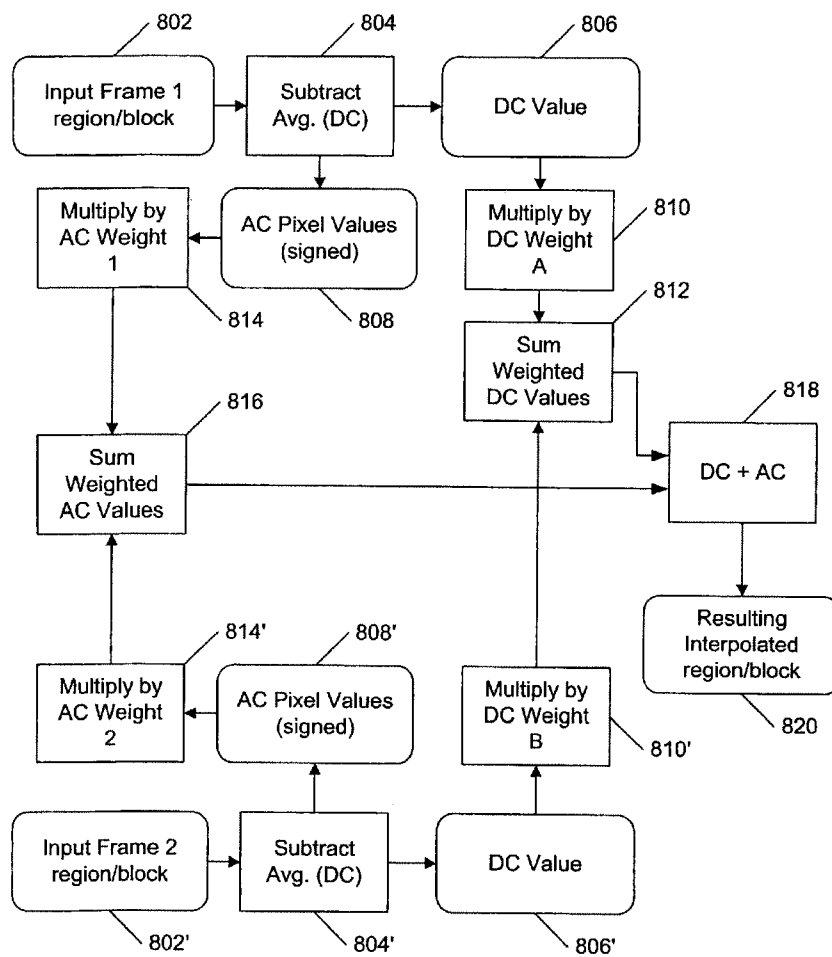 802
804
806
Input Frame 1
region/block
Subtract
Avg. (DC)
DC Value
Multiply by
AC Weight
1
AC Pixel Values
(signed)
Multiply by
DC Weight
A
810
814
808
812
Sum
Weighted
DC Values
816
818
Sum
Weighted
AC Values
DC + AC
814'
808'
Resulting
Interpolated
region/block
Multiply by
AC Weight
2
AC Pixel Values
(signed)
Multiply by
DC Weight
B
820
810'
Input Frame 2
region/block
Subtract
Avg. (DC)
DC Value
802'
804'
806'